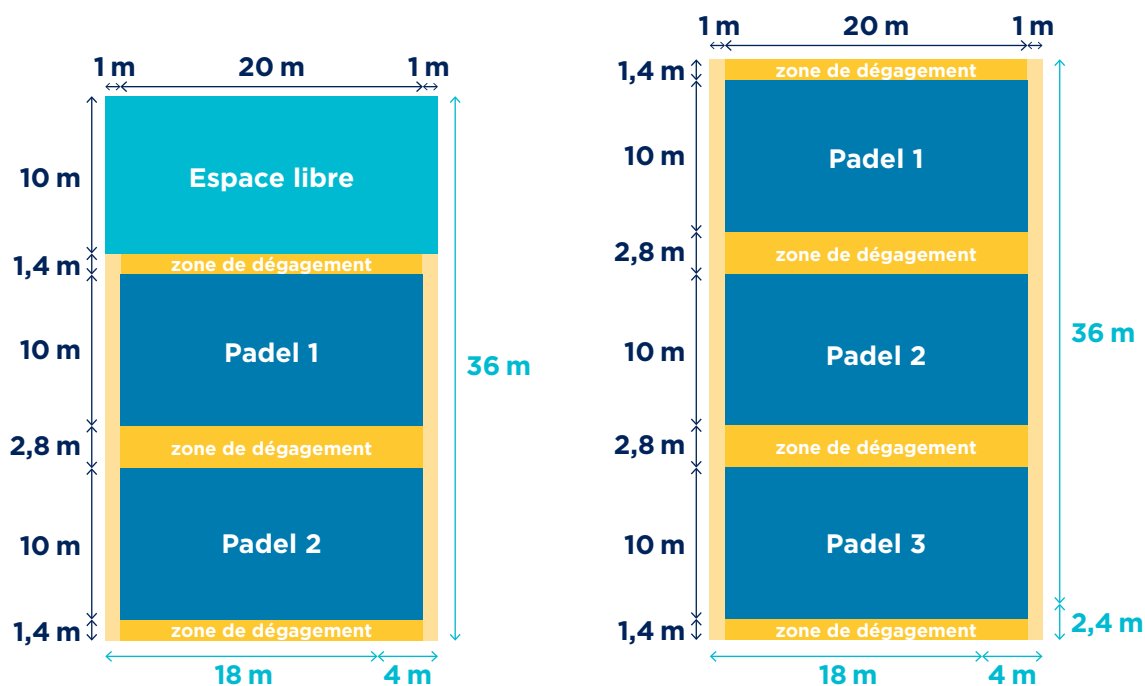 1 m 20 m 1 m
10 m
Espace libre
1,4 m
zone de dégagement
10 m
Padel 1
36 m
2,8 m
zone de dégagement
10 m
Padel 2
1,4 m
zone de dégagement
18 m 4 m
1 m 20 m 1 m
1,4 m
zone de dégagement
10 m
Padel 1
2,8 m
zone de dégagement
36 m
10 m
Padel 2
2,8 m
zone de dégagement
10 m
Padel 3
1,4 m
zone de dégagement
2,4 m
18 m 4 m